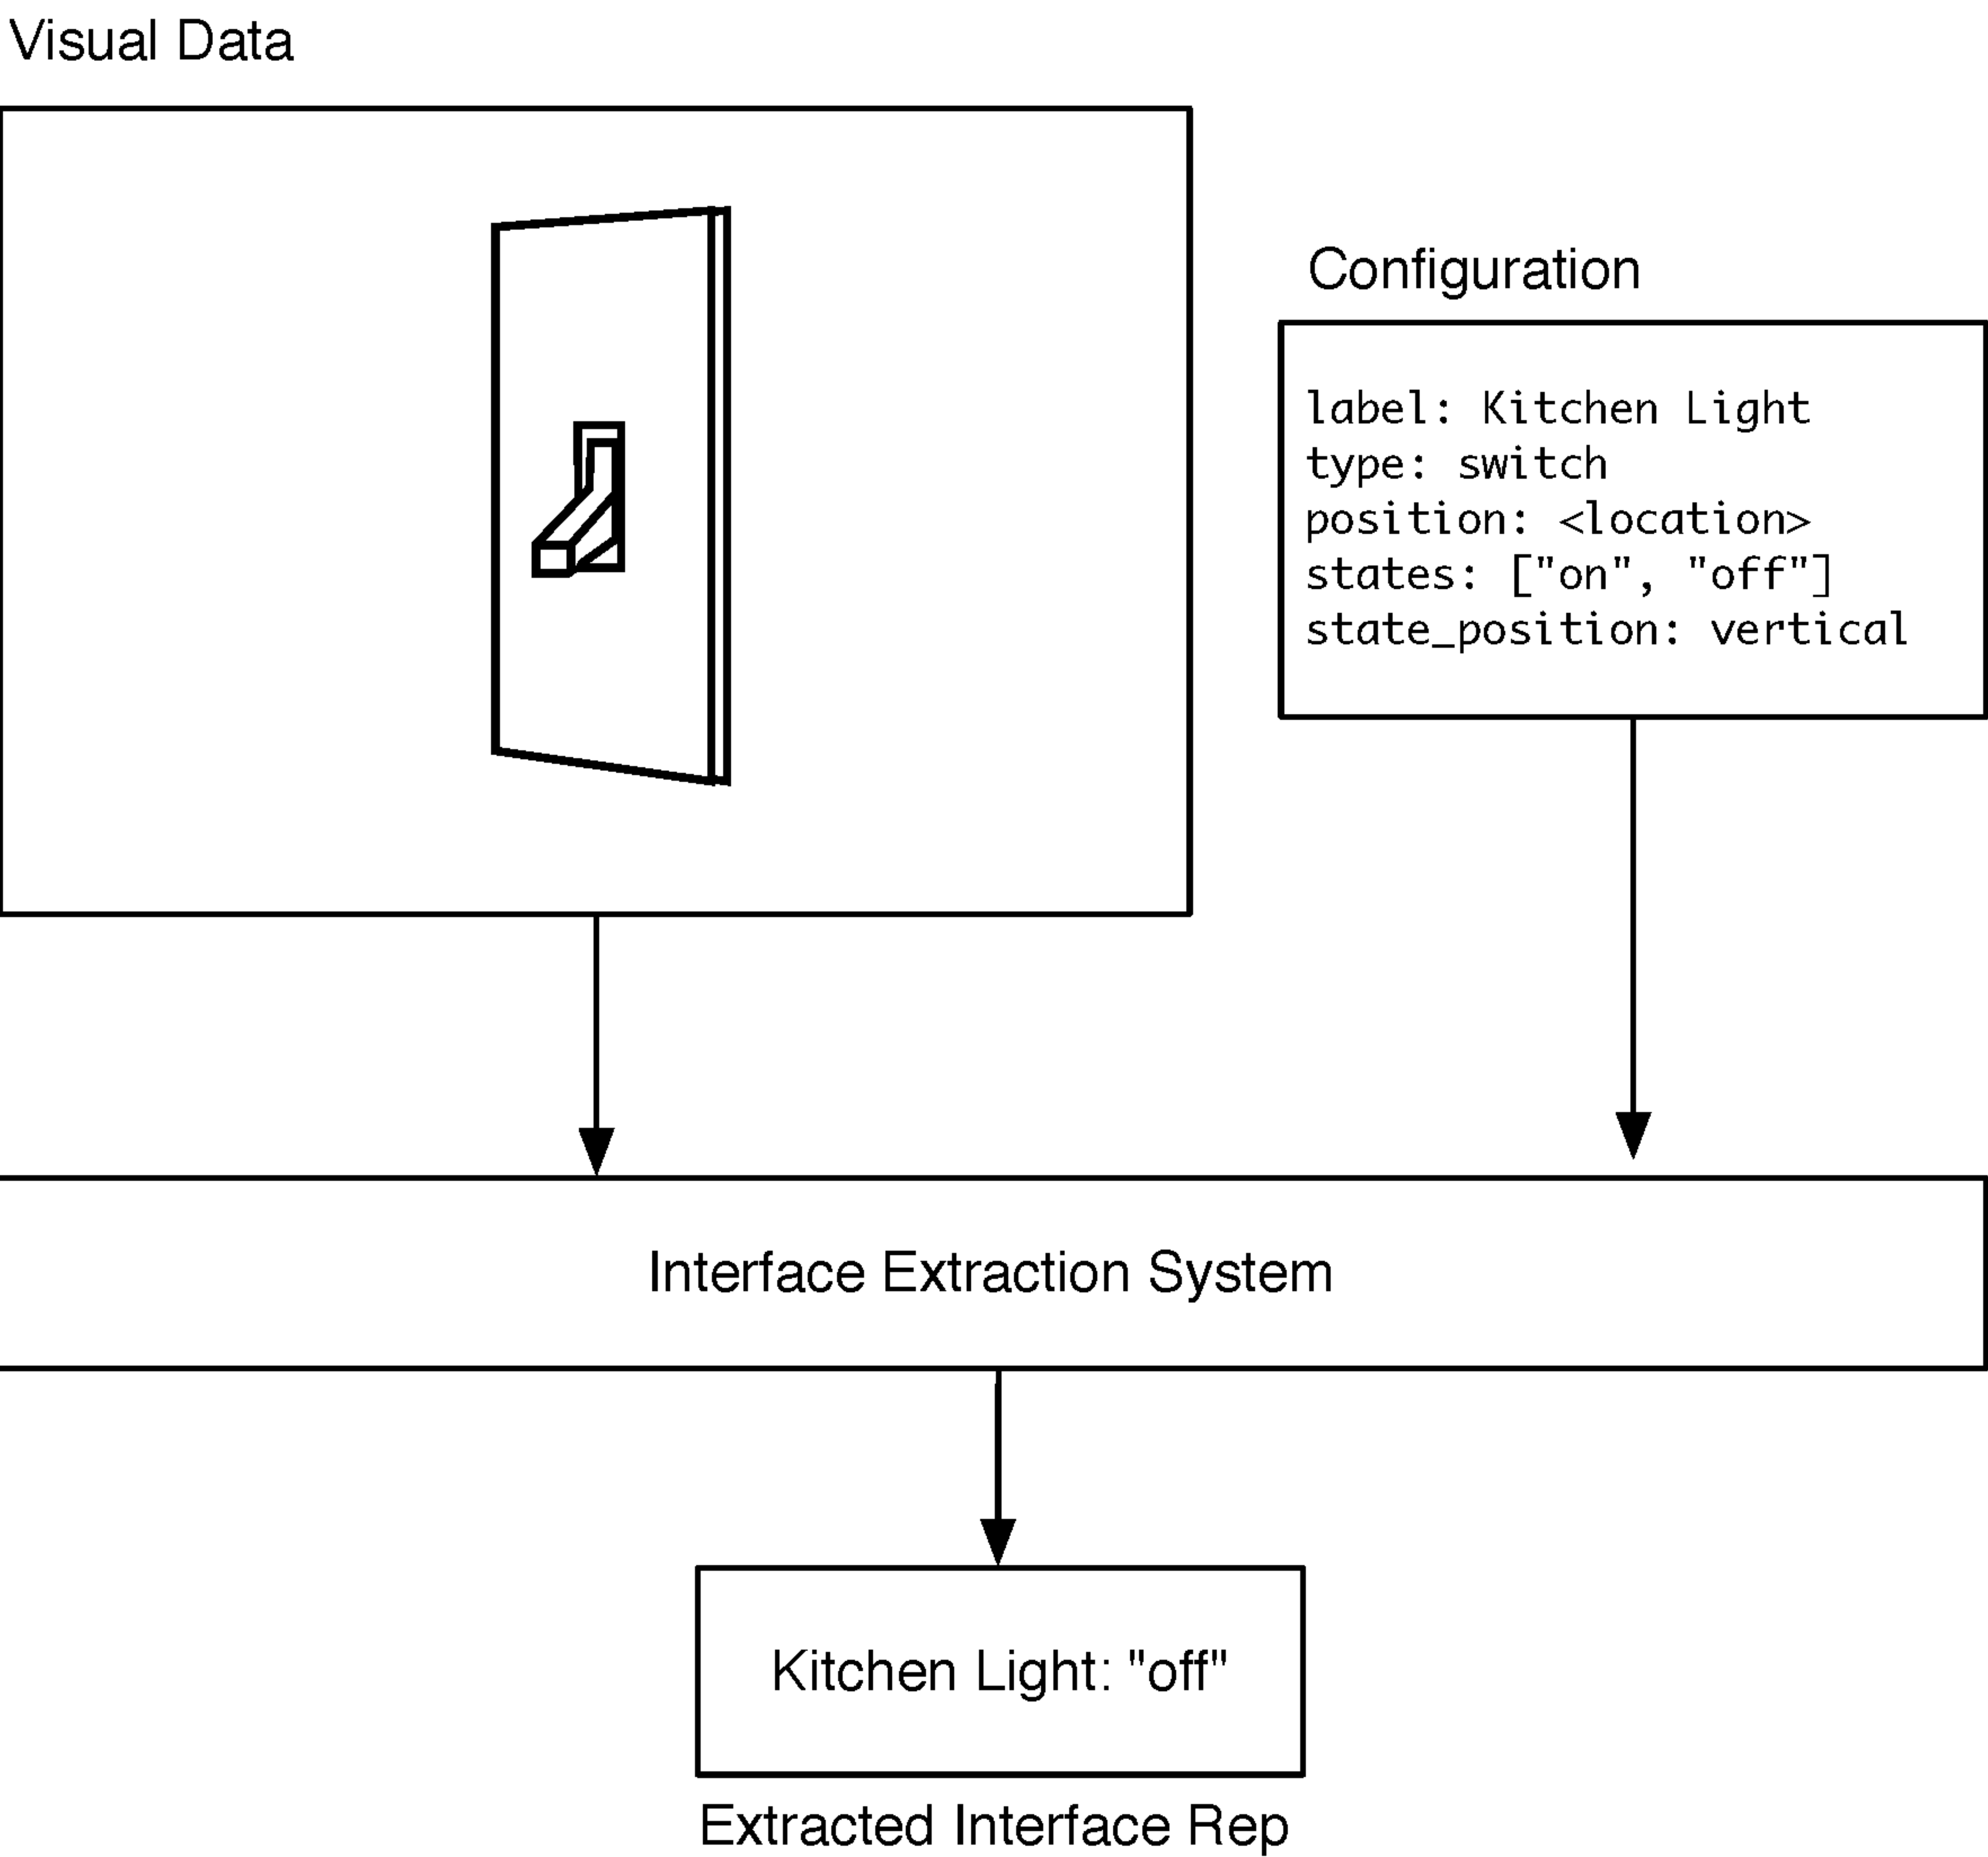 Visual Data
Configuration
label: Kitchen Light
type: switch
position: <location>
states: ["on", "off"]
state_position: vertical
Interface Extraction System
Kitchen Light: "off"
Extracted Interface Rep